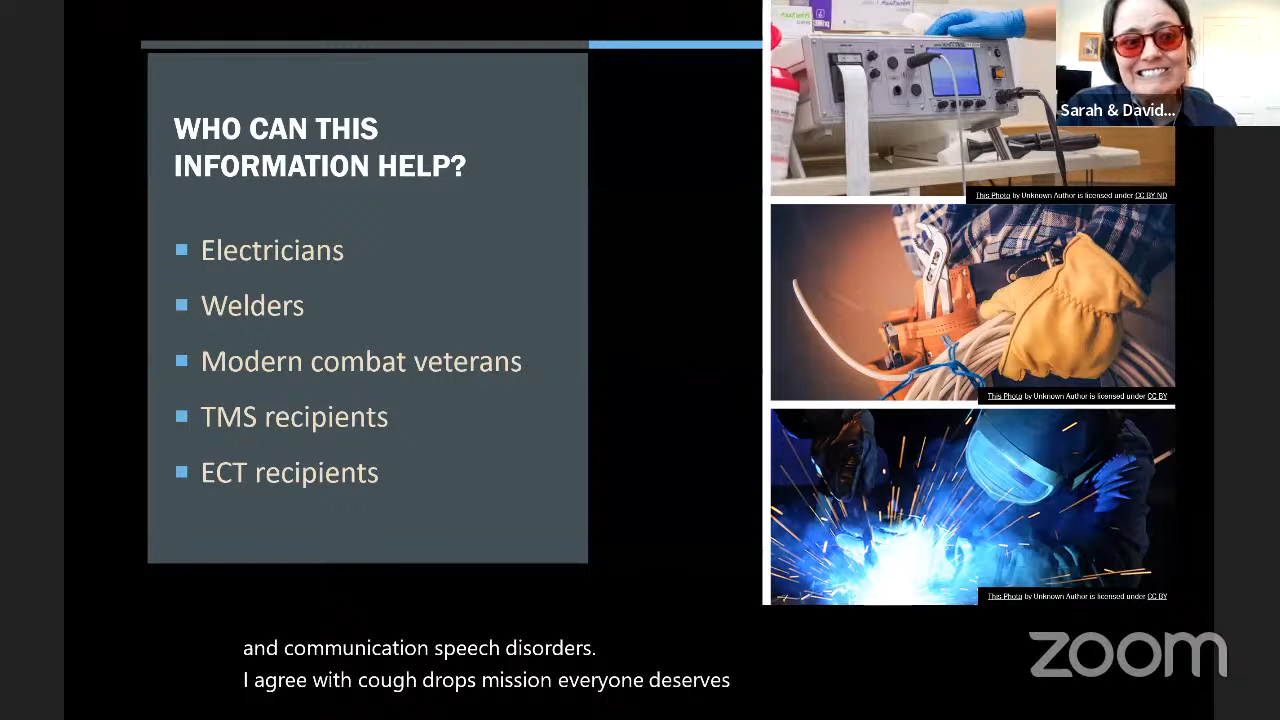 WHO CAN THIS
INFORMATION HELP?
Electricians
Welders
Modern combat veterans
TMS recipients
ECT recipients
Sarah & David...
This Photo by Unknown Author is licensed under CC BY ND
This Photo by Unknown Author is licensed under CC BY
This Photo by Unknown Author is licensed under CC BY
and communication speech disorders.
I agree with cough drops mission everyone deserves
zoom